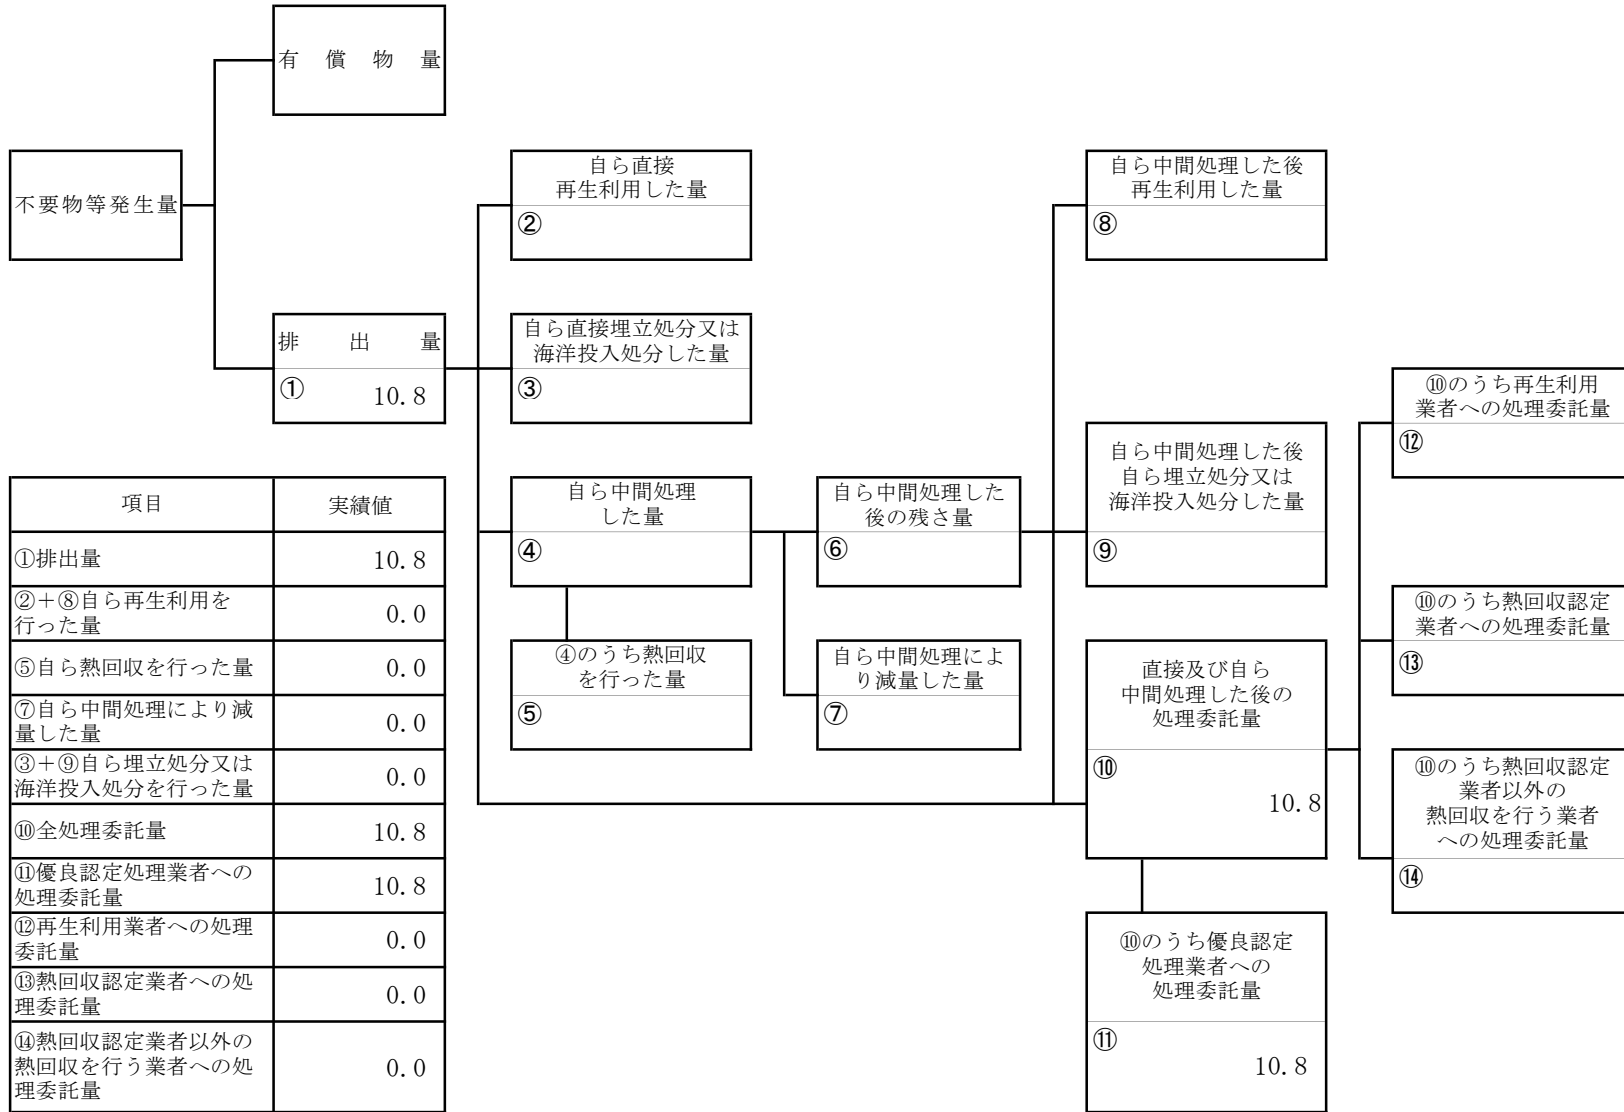 有償物量
不要物等発生量
排出量
① 10.8
自ら直接
再生利用した量
②
自ら直接埋立処分又は
海洋投入処分した量
③
自ら中間処理
した量
④
④のうち熱回収
を行った量
⑤
自ら中間処理した
後の残さ量
⑥
自ら中間処理によ
り減量した量
⑦
自ら中間処理した後
再生利用した量
⑧
自ら中間処理した後
自ら埋立処分又は
海洋投入処分した量
⑨
直接及び自ら
中間処理した後の
処理委託量
⑩
10.8
⑩のうち優良認定
処理業者への
処理委託量
⑪
10.8
⑩のうち再生利用
業者への処理委託量
⑫
⑩のうち熱回収認定
業者への処理委託量
⑬
⑩のうち熱回収認定
業者以外の
熱回収を行う業者
への処理委託量
⑭
項目 実績値
①排出量 10.8
②＋⑧自ら再生利用を
行った量 0.0
⑤自ら熱回収を行った量 0.0
⑦自ら中間処理により減
量した量 0.0
③＋⑨自ら埋立処分又は
海洋投入処分を行った量 0.0
⑩全処理委託量 10.8
⑪優良認定処理業者への
処理委託量 10.8
⑫再生利用業者への処理
委託量 0.0
⑬熱回収認定業者への処
理委託量 0.0
⑭熱回収認定業者以外の
熱回収を行う業者への処
理委託量 0.0